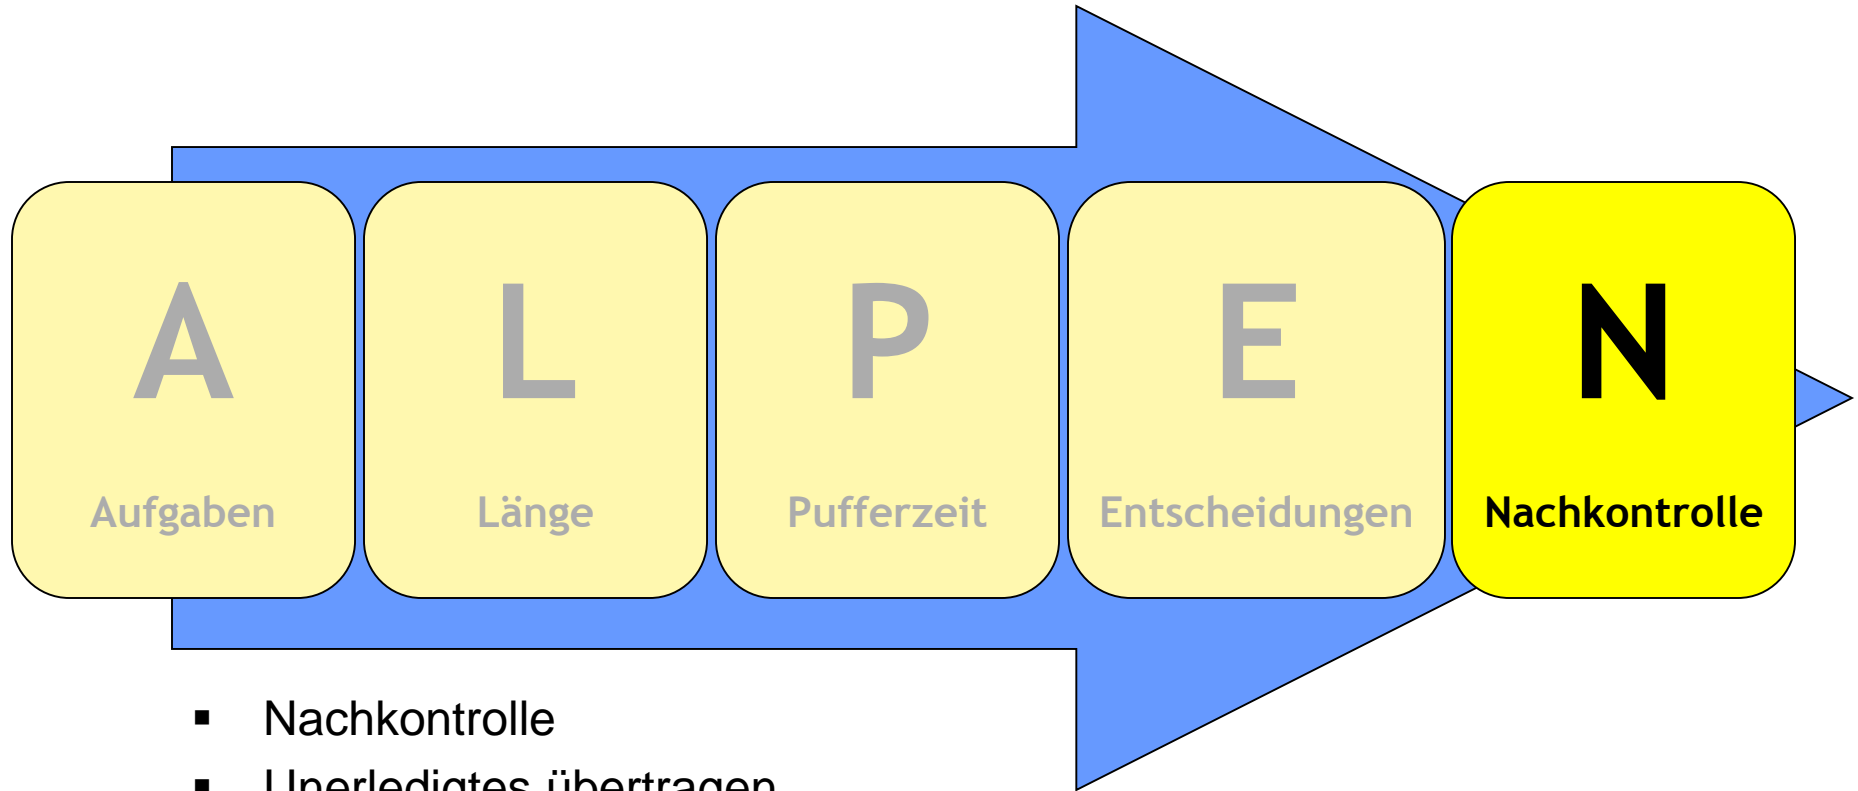 A L P E N
Aufgaben Länge Pufferzeit Entscheidungen Nachkontrolle
▪ Nachkontrolle
▪ Unerledigtes übertragen